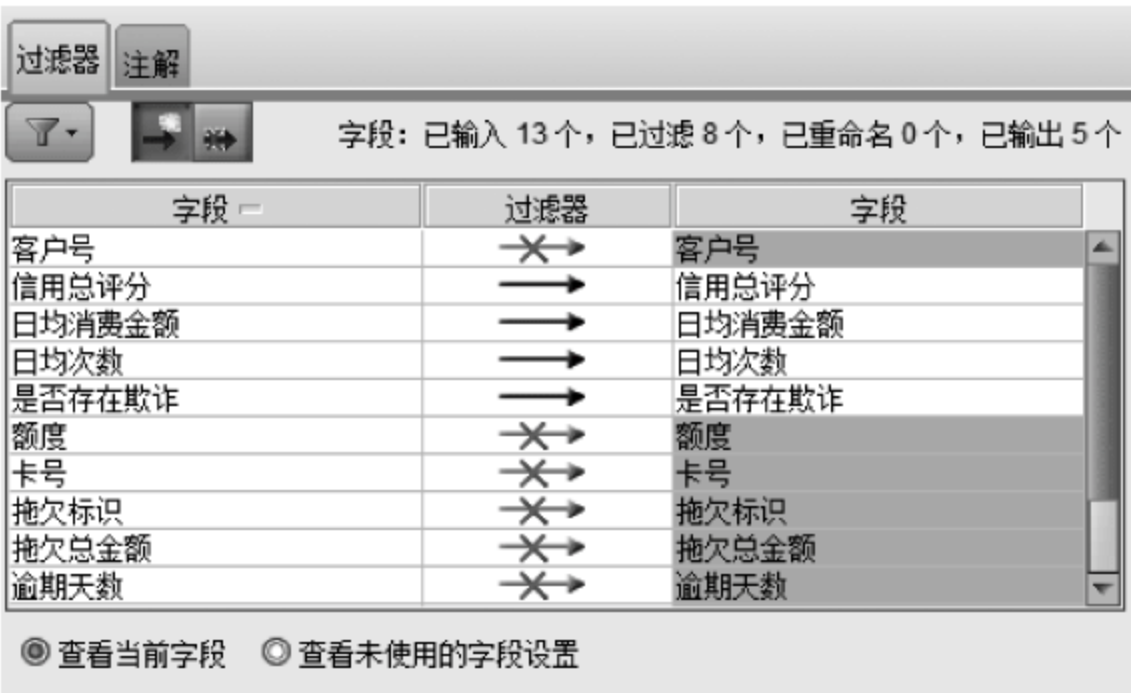 过滤器 注解
字段：已输入 13 个，已过滤 8 个，已重命名 0 个，已输出 5 个
字段 过滤器 字段
客户号 客户号
信用总评分 信用总评分
日均消费金额 日均消费金额
日均次数 日均次数
是否存在欺诈 是否存在欺诈
额度 额度
卡号 卡号
拖欠标识 拖欠标识
拖欠总金额 拖欠总金额
逾期天数 逾期天数
查看当前字段 查看未使用的字段设置